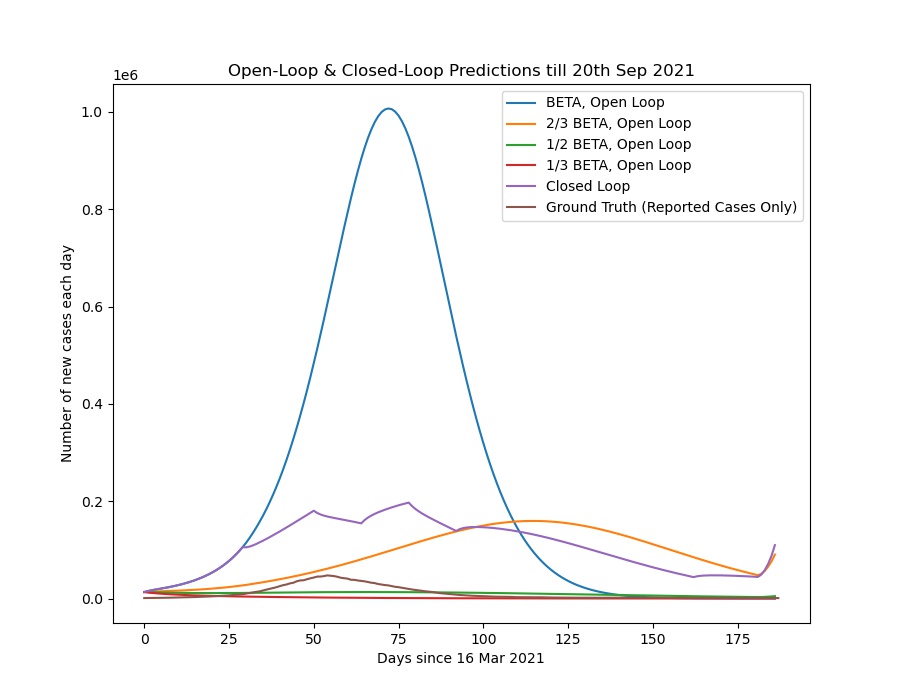 Open-Loop & Closed-Loop Predictions till 20th Sep 2021
1e6
BETA, Open Loop
2/3 BETA, Open Loop
1/2 BETA, Open Loop
1/3 BETA, Open Loop
Closed Loop
Ground Truth (Reported Cases Only)
Number of new cases each day
1.0
0.8
0.6
0.4
0.2
0.0
0 25 50 75 100 125 150 175
Days since 16 Mar 2021